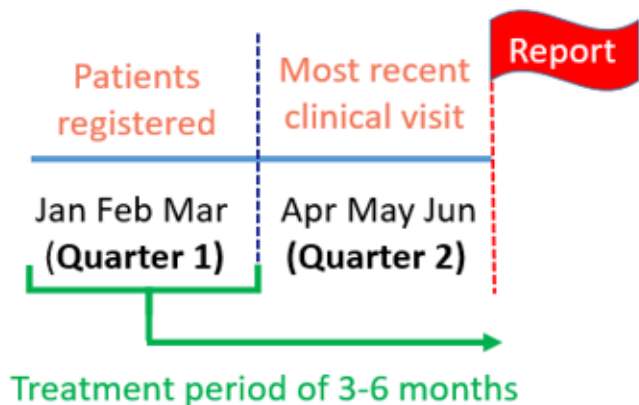 Report
Patients
registered
Most recent
clinical visit
Jan Feb Mar
(Quarter 1)
Apr May Jun
(Quarter 2)
Treatment period of 3-6 months